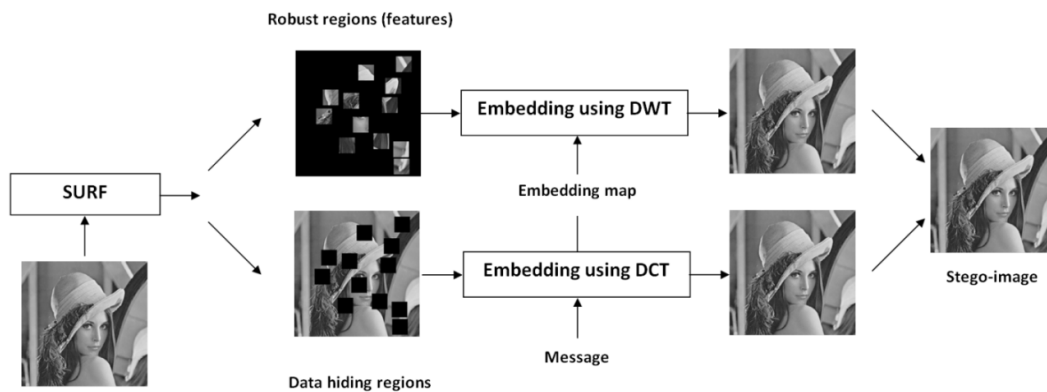 Robust regions (features)
Embedding using DWT
SURF
Embedding map
Embedding using DCT
Stego-image
Message
Data hiding regions